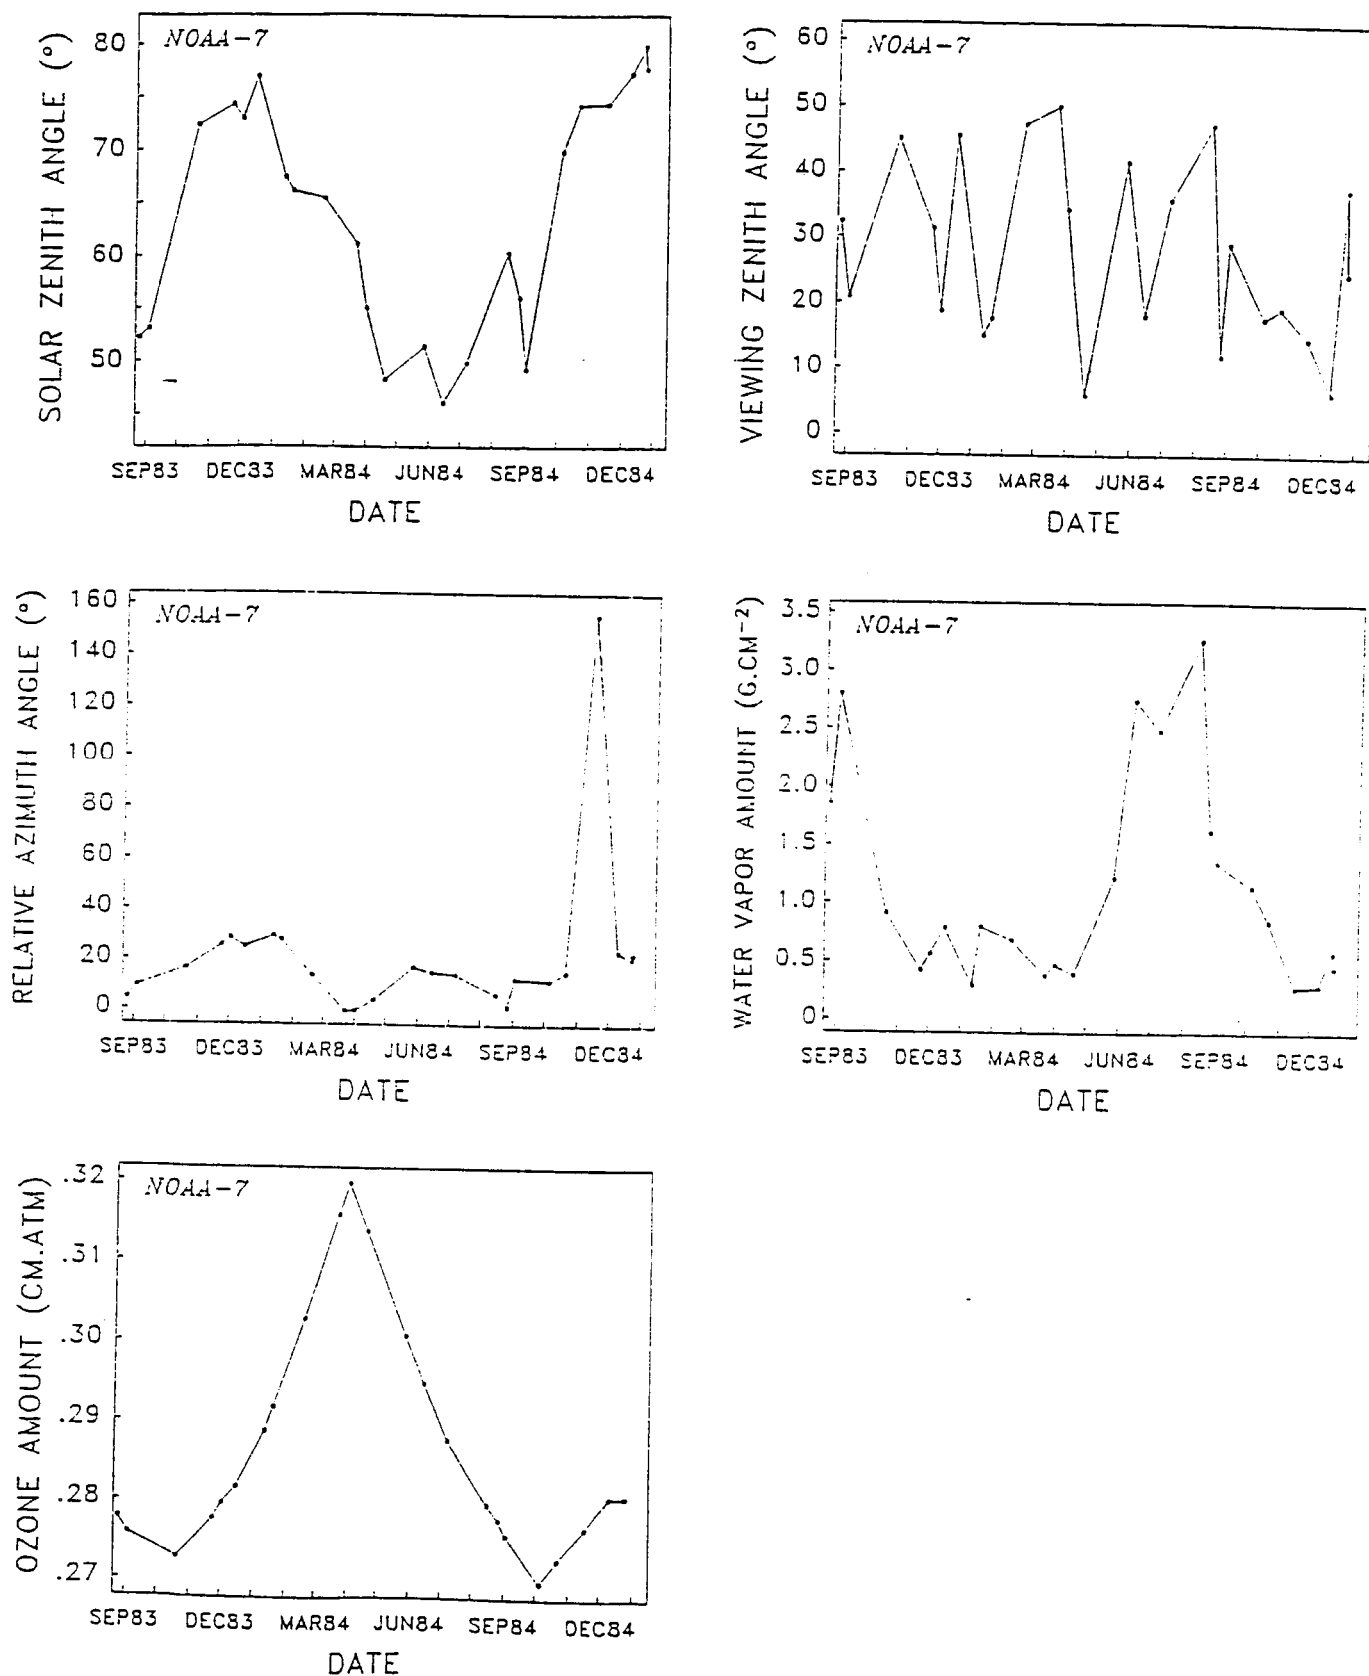 SOLAR ZENITH ANGLE (°)
NOAA-7
80
70
60
50
SEP83 DEC83 MAR84 JUN84 SEP84 DEC84
DATE
VIEWING ZENITH ANGLE (°)
NOAA-7
60
50
40
30
20
10
0
SEP83 DEC83 MAR84 JUN84 SEP84 DEC84
DATE
RELATIVE AZIMUTH ANGLE (°)
NOAA-7
160
140
120
100
80
60
40
20
0
SEP83 DEC83 MAR84 JUN84 SEP84 DEC84
DATE
WATER VAPOR AMOUNT (G.CM⁻²)
NOAA-7
3.5
3.0
2.5
2.0
1.5
1.0
0.5
0
SEP83 DEC83 MAR84 JUN84 SEP84 DEC84
DATE
OZONE AMOUNT (CM.ATM)
NOAA-7
.32
.31
.30
.29
.28
.27
SEP83 DEC83 MAR84 JUN84 SEP84 DEC84
DATE